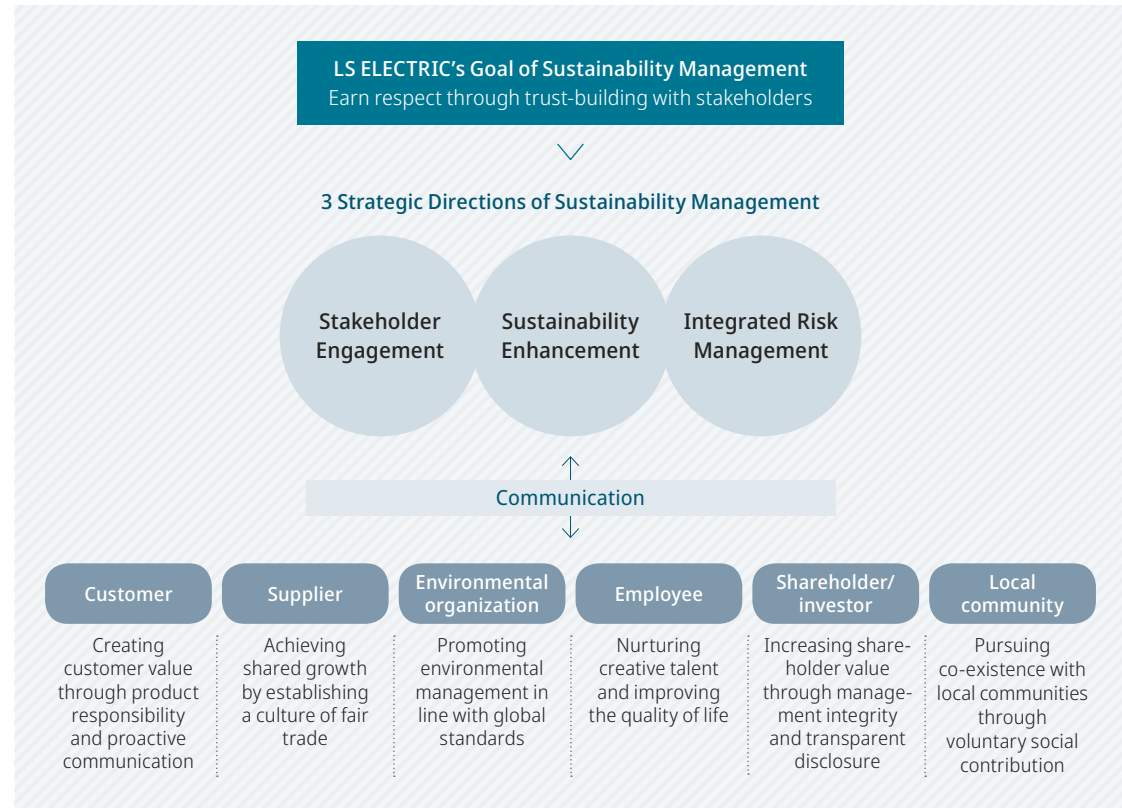 LS ELECTRIC’s Goal of Sustainability Management
Earn respect through trust-building with stakeholders
3 Strategic Directions of Sustainability Management
Stakeholder
Engagement
Sustainability
Enhancement
Integrated Risk
Management
Communication
Customer
Creating
customer value
through product
responsibility
and proactive
communication
Supplier
Achieving
shared growth
by establishing
a culture of fair
trade
Environmental
organization
Promoting
environmental
management in
line with global
standards
Employee
Nurturing
creative talent
and improving
the quality of life
Shareholder/
investor
Increasing share-
holder value
through manage-
ment integrity
and transparent
disclosure
Local
community
Pursuing
co-existence with
local communities
through
voluntary social
contribution